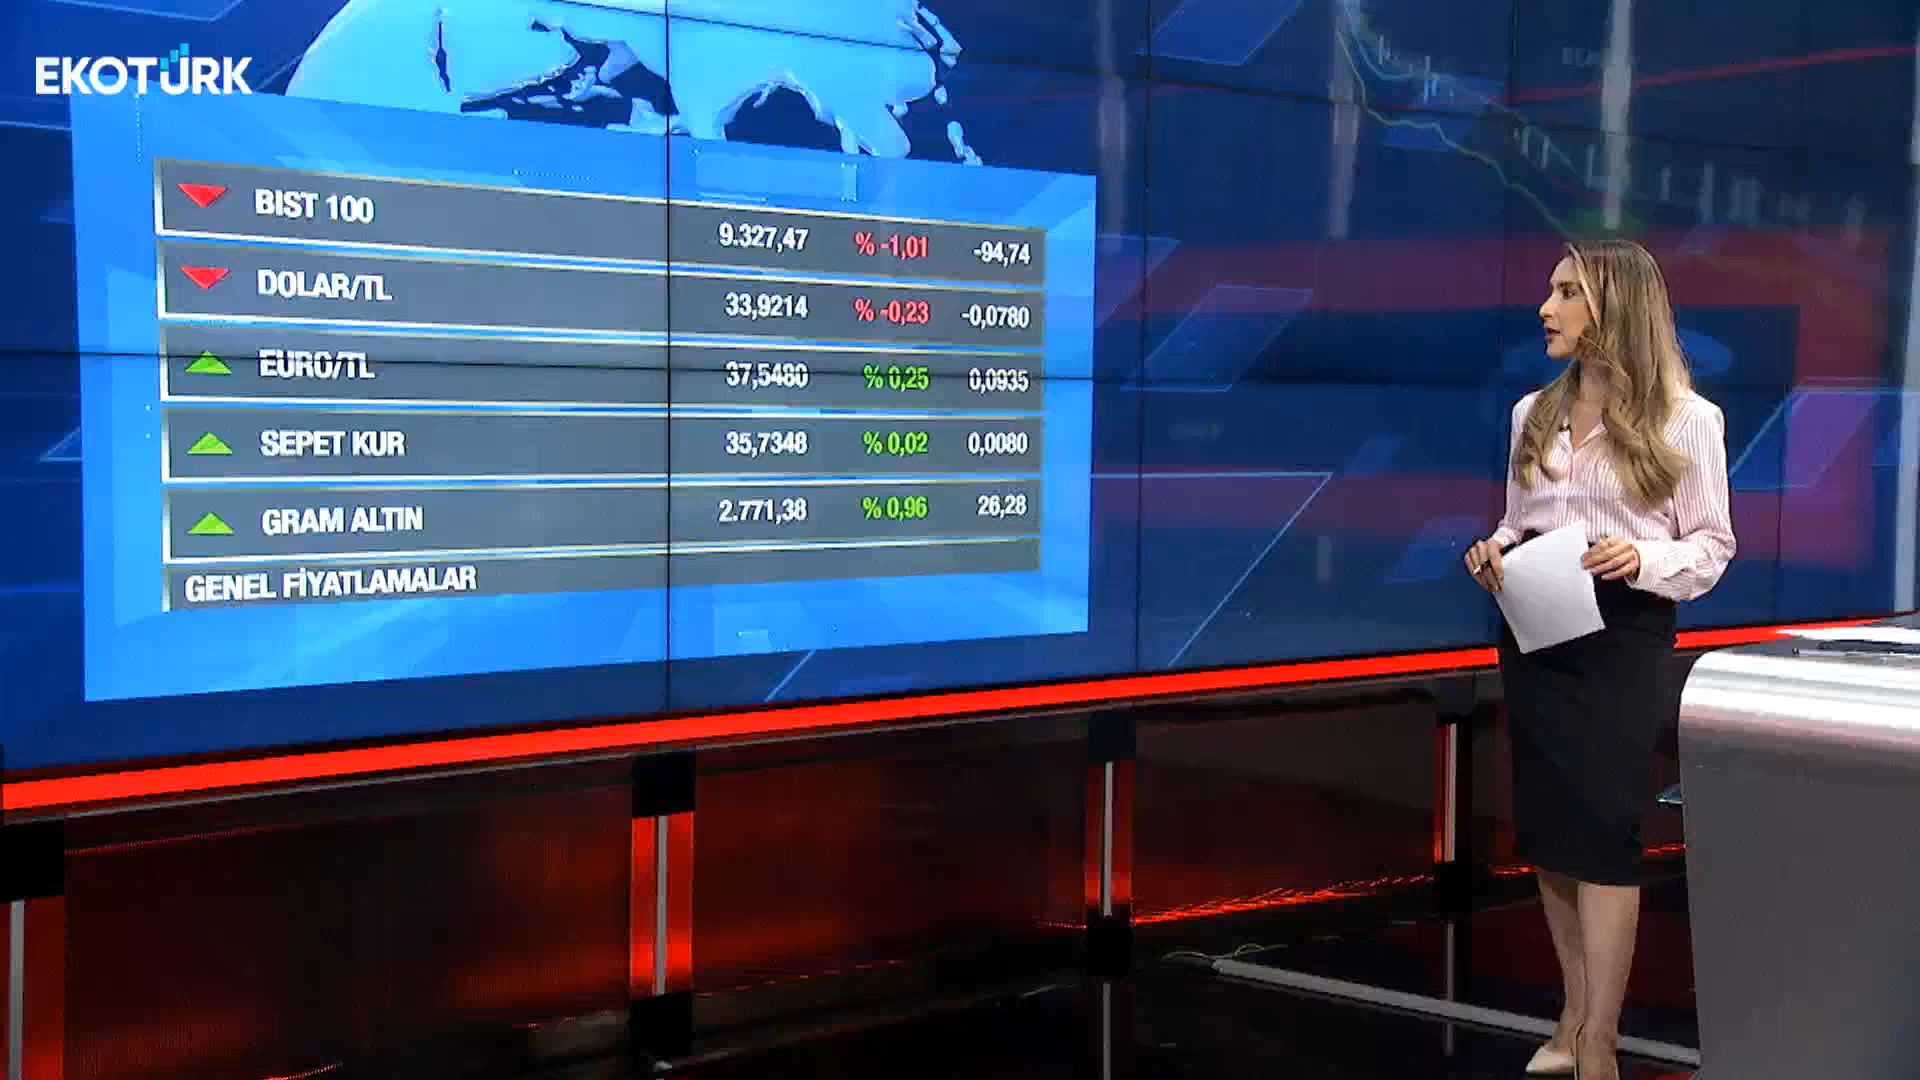 EKOTÜRK
BIST 100 9.327,47 % -1,01 -94,74
DOLAR/TL 33,9214 % -0,23 -0,0780
EURO/TL 37,5480 % 0,25 0,0935
SEPET KUR 35,7348 % 0,02 0,0080
GRAM ALTIN 2.771,38 % 0,96 26,28
GENEL FİYATLAMALAR